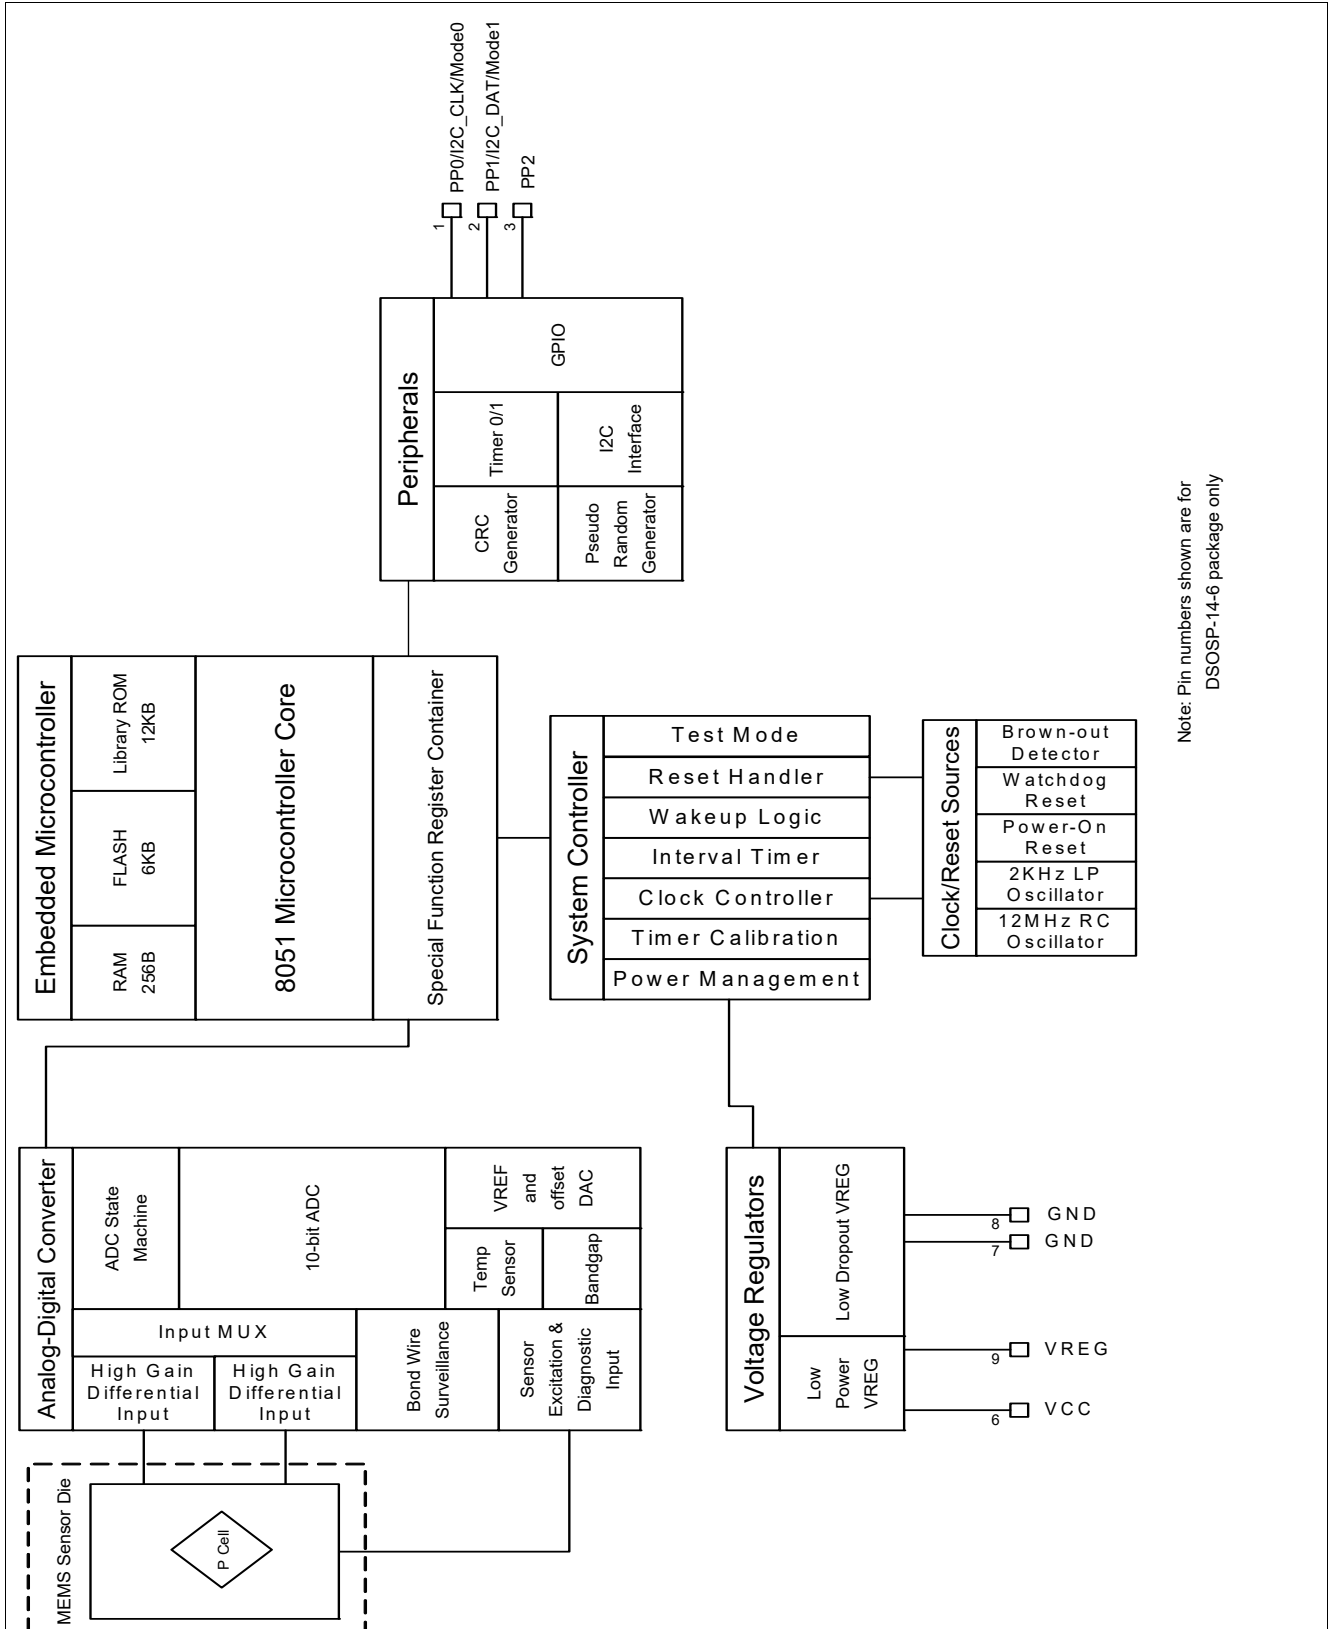 PP0/I2C_CLK/Mode0
PP1/I2C_DAT/Mode1
PP2
1
2
3
Peripherals
CRC
Generator
Timer 0/1
GPIO
Pseudo
Random
Generator
I2C
Interface
Embedded Microcontroller
RAM
256B
FLASH
6KB
Library ROM
12KB
8051 Microcontroller Core
Special Function Register Container
System Controller
Test Mode
Reset Handler
Wakeup Logic
Interval Timer
Clock Controller
Timer Calibration
Power Management
Clock/Reset Sources
Brown-out
Detector
Watchdog
Reset
Power-On
Reset
2KHz LP
Oscillator
12MHz RC
Oscillator
Note: Pin numbers shown are for
DSOSP-14-6 package only
Analog-Digital Converter
ADC State
Machine
10-bit ADC
VREF
and
offset
DAC
Temp
Sensor
Bandgap
Input MUX
High Gain
Differential
Input
High Gain
Differential
Input
Bond Wire
Surveillance
Sensor
Excitation &
Diagnostic
Input
MEMS Sensor Die
P Cell
Voltage Regulators
Low Dropout VREG
Low
Power
VREG
8
GND
7
GND
9
VREG
6
VCC